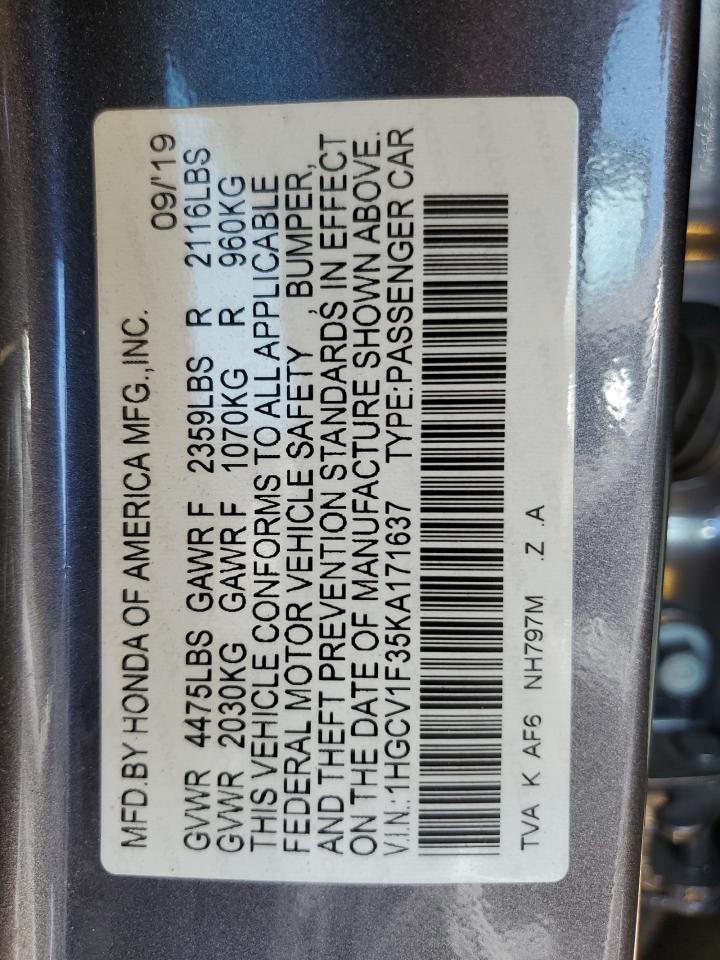 MFD.BY HONDA OF AMERICA MFG.,INC. 09/'19
GVWR 4475LBS GAWR F 2359LBS R 2116LBS
GVWR 2030KG GAWR F 1070KG R 960KG
THIS VEHICLE CONFORMS TO ALL APPLICABLE
FEDERAL MOTOR VEHICLE SAFETY , BUMPER,
AND THEFT PREVENTION STANDARDS IN EFFECT
ON THE DATE OF MANUFACTURE SHOWN ABOVE.
V.I.N.:1HGCV1F35KA171637 TYPE:PASSENGER CAR
TVA K AF6 NH797M .Z .A